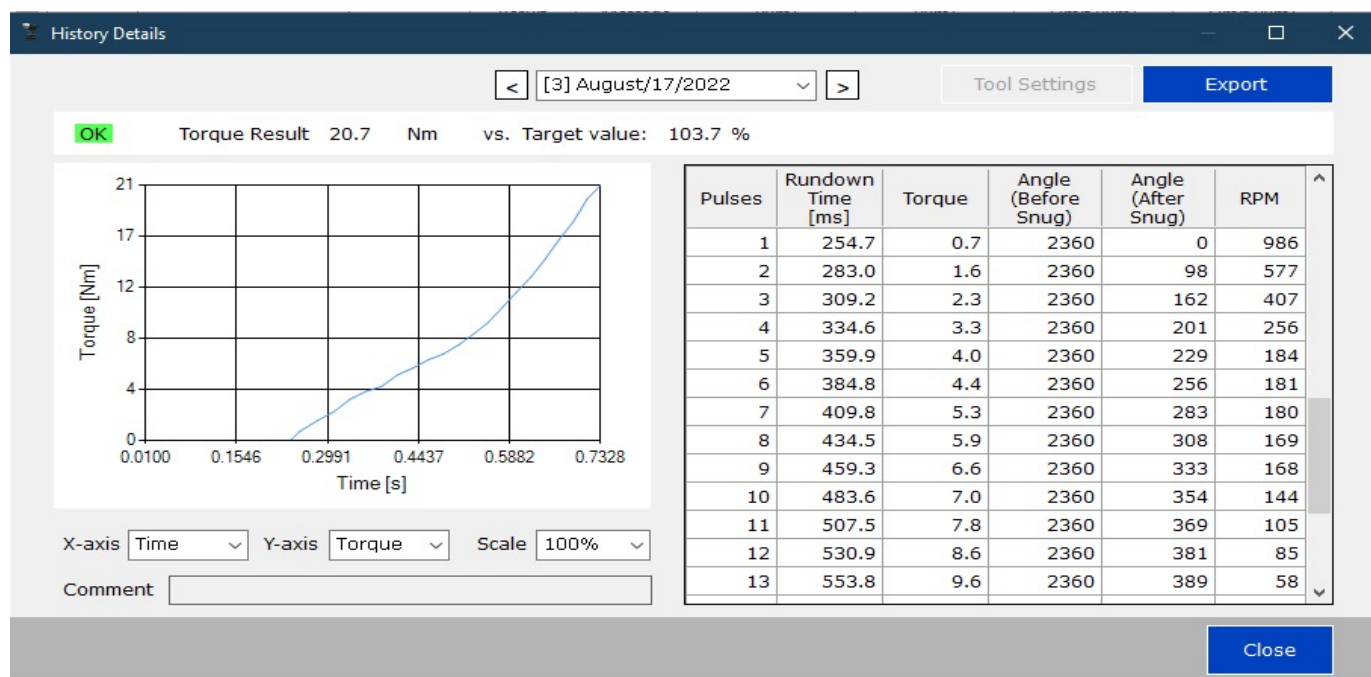 History Details
< [3] August/17/2022 > Tool Settings Export
OK Torque Result 20.7 Nm vs. Target value: 103.7 %
21
17
12
8
4
0
Torque [Nm]
0.0100 0.1546 0.2991 0.4437 0.5882 0.7328
Time [s]
X-axis Time Y-axis Torque Scale 100%
Comment
Pulses Rundown Time [ms] Torque Angle (Before Snug) Angle (After Snug) RPM
1 254.7 0.7 2360 0 986
2 283.0 1.6 2360 98 577
3 309.2 2.3 2360 162 407
4 334.6 3.3 2360 201 256
5 359.9 4.0 2360 229 184
6 384.8 4.4 2360 256 181
7 409.8 5.3 2360 283 180
8 434.5 5.9 2360 308 169
9 459.3 6.6 2360 333 168
10 483.6 7.0 2360 354 144
11 507.5 7.8 2360 369 105
12 530.9 8.6 2360 381 85
13 553.8 9.6 2360 389 58
Close